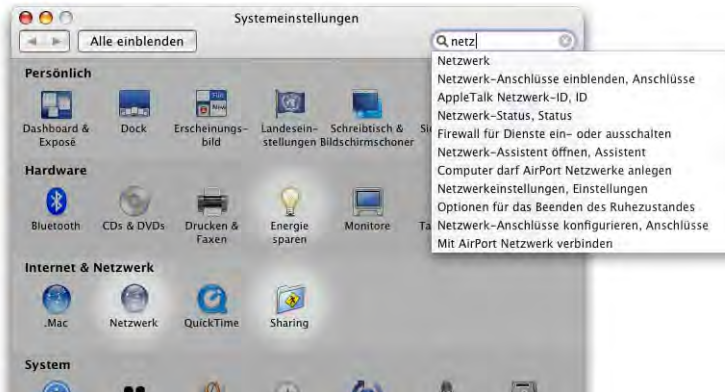 Systemeinstellungen
Alle einblenden
netz
Netzwerk
Netzwerk-Anschlüsse einblenden, Anschlüsse
AppleTalk Netzwerk-ID, ID
Netzwerk-Status, Status
Firewall für Dienste ein- oder ausschalten
Netzwerk-Assistent öffnen, Assistent
Computer darf AirPort Netzwerke anlegen
Netzwerkeinstellungen, Einstellungen
Optionen für das Beenden des Ruhezustandes
Netzwerk-Anschlüsse konfigurieren, Anschlüsse
Mit AirPort Netzwerk verbinden
Persönlich
Dashboard &
Exposé
Dock
Erscheinungs-
bild
Landesein-
stellungen
Schreibtisch &
Bildschirmschoner
Hardware
Bluetooth
CDs & DVDs
Drucken &
Faxen
Energie
sparen
Monitore
Internet & Netzwerk
.Mac
Netzwerk
QuickTime
Sharing
System